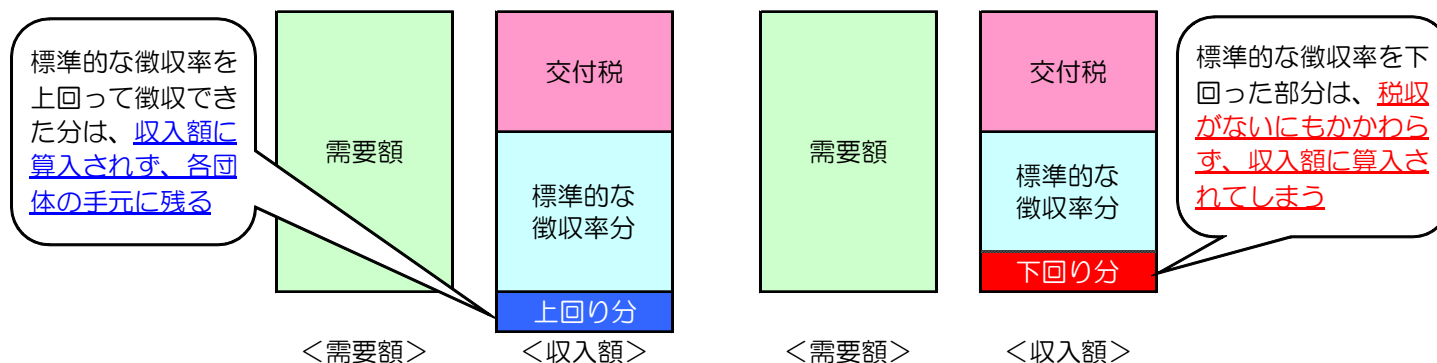 標準的な徴収率を
上回って徴収でき
た分は、収入額に
算入されず、各団
体の手元に残る
需要額
交付税
標準的な
徴収率分
上回り分
＜需要額＞
＜収入額＞
需要額
交付税
標準的な
徴収率分
下回り分
＜需要額＞
＜収入額＞
標準的な徴収率を下
回った部分は、税収
がないにもかかわら
ず、収入額に算入さ
れてしまう